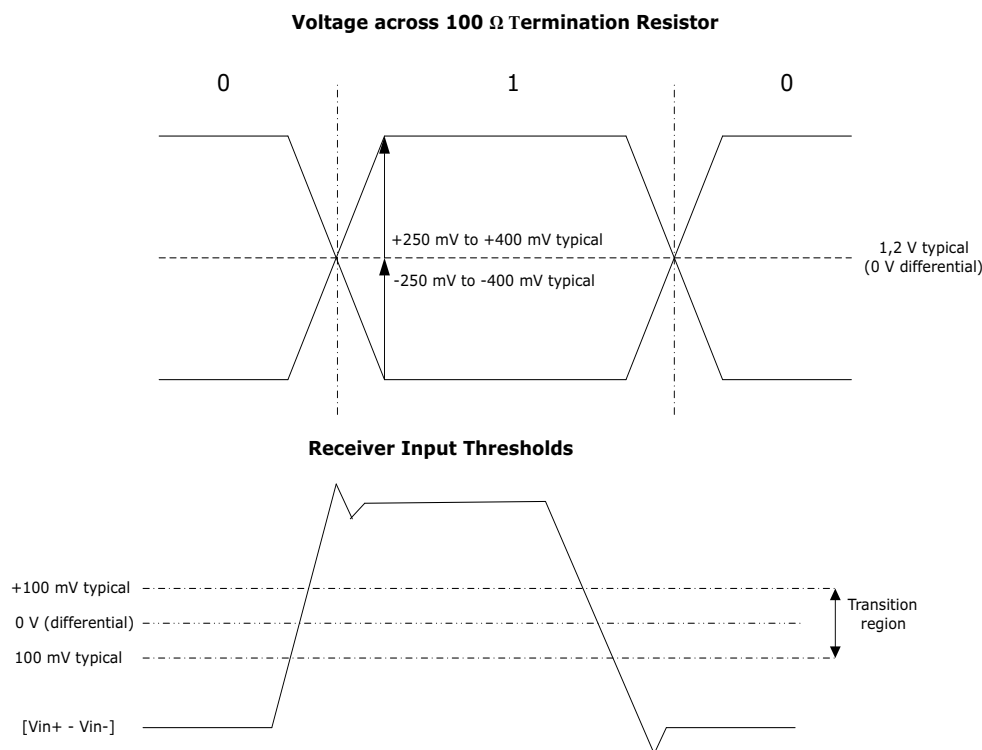 Voltage across 100 Ω Termination Resistor
0
1
0
+250 mV to +400 mV typical
-250 mV to -400 mV typical
1,2 V typical
(0 V differential)
Receiver Input Thresholds
+100 mV typical
0 V (differential)
100 mV typical
[Vin+ - Vin-]
Transition
region